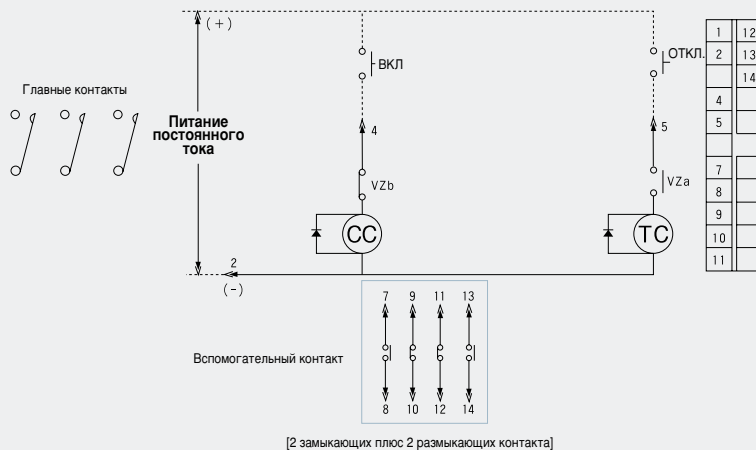 (+)
ВКЛ
ОТКЛ.
Главные контакты
Питание
постоянного
тока
4
5
VZb
VZa
CC
TC
2
(-)
1 12
2 13
14
4
5
7
8
9
10
11
7 9 11 13
Вспомогательный контакт
8 10 12 14
[2 замыкающих плюс 2 размыкающих контакта]